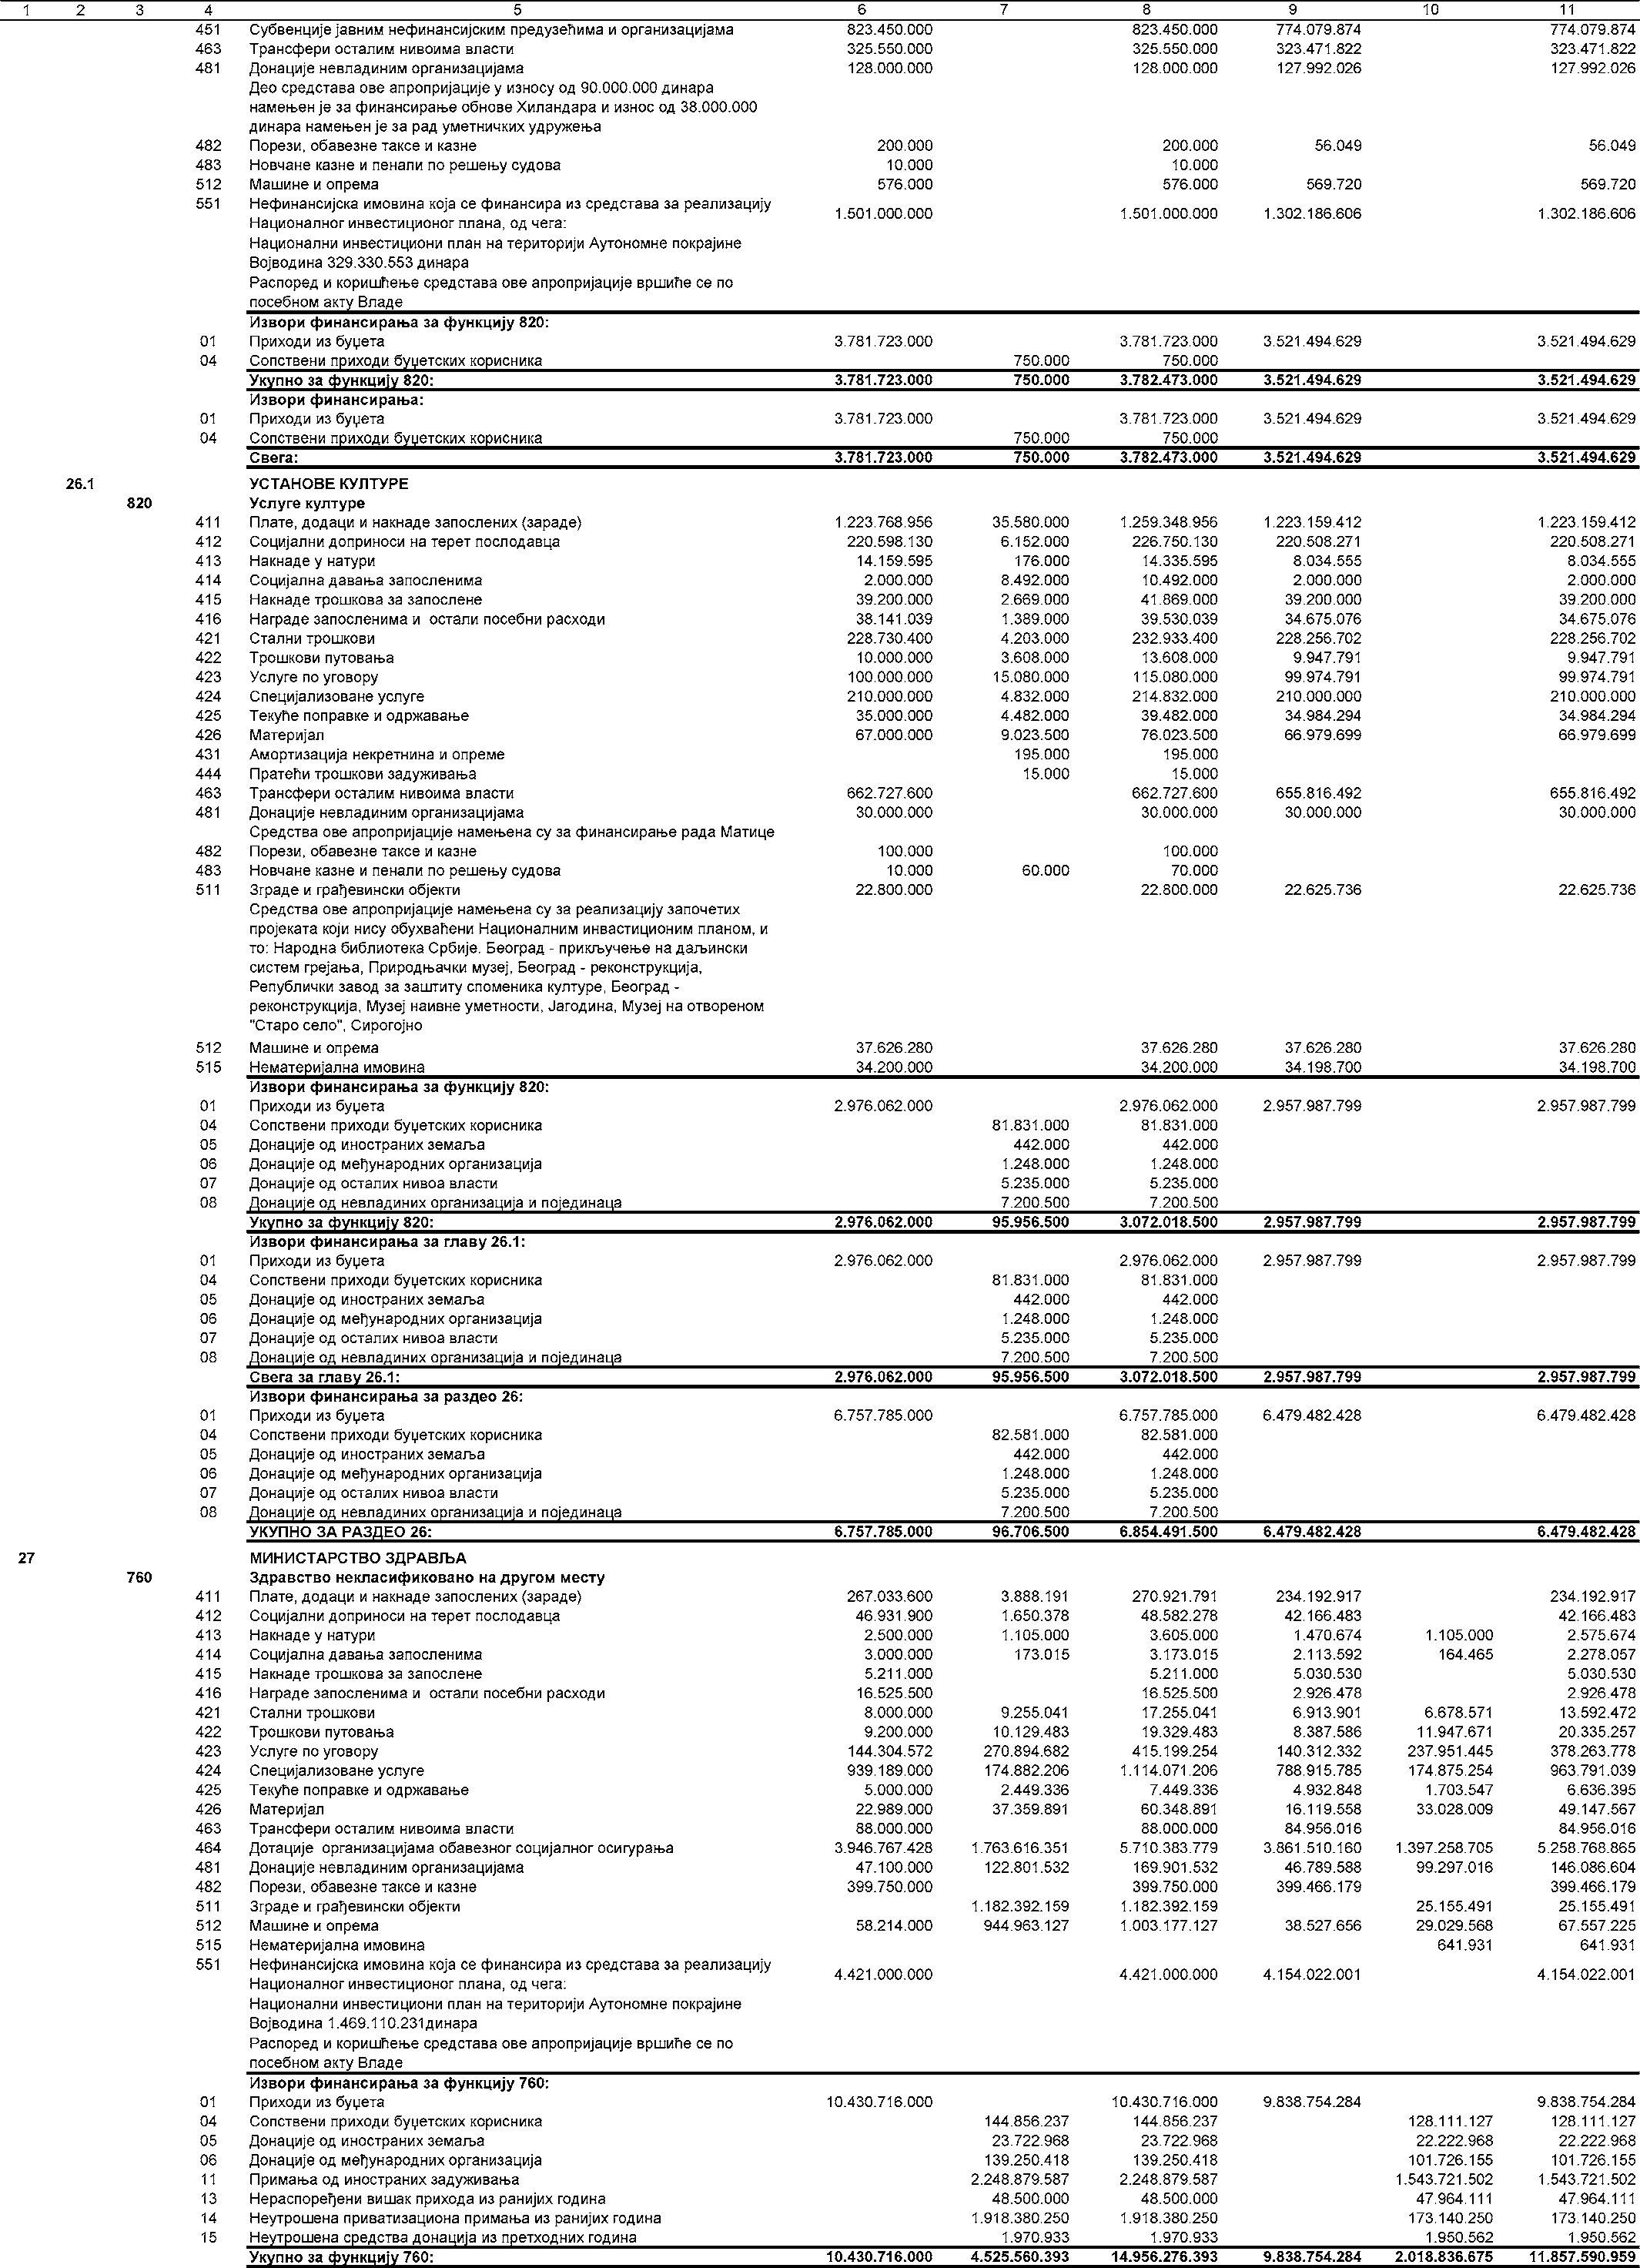 1 2 3 4 5 6 7 8 9 10 11
451 Субвенције јавним нефинансијским предузећима и организацијама 823.450.000 823.450.000 774.079.874 774.079.874
463 Трансфери осталим нивоима власти 325.550.000 325.550.000 323.471.822 323.471.822
481 Донације невладиним организацијама 128.000.000 128.000.000 127.992.026 127.992.026
Део средстава ове апропријације у износу од 90.000.000 динара
намењен је за финансирање обнове Хиландара и износ од 38.000.000
динара намењен је за рад уметничких удружења
482 Порези, обавезне таксе и казне 200.000 200.000 56.049 56.049
483 Новчане казне и пенали по решењу судова 10.000 10.000
512 Машине и опрема 576.000 576.000 569.720 569.720
551 Нефинансијска имовина која се финансира из средстава за реализацију
Националног инвестиционог плана, од чега: 1.501.000.000 1.501.000.000 1.302.186.606 1.302.186.606
Национални инвестициони план на територији Аутономне покрајине
Војводина 329.330.553 динара
Распоред и коришћење средстава ове апропријације вршиће се по
посебном акту Владе
Извори финансирања за функцију 820:
01 Приходи из буџета 3.781.723.000 3.781.723.000 3.521.494.629 3.521.494.629
04 Сопствени приходи буџетских корисника 750.000 750.000
Укупно за функцију 820: 3.781.723.000 750.000 3.782.473.000 3.521.494.629 3.521.494.629
Извори финансирања:
01 Приходи из буџета 3.781.723.000 3.781.723.000 3.521.494.629 3.521.494.629
04 Сопствени приходи буџетских корисника 750.000 750.000
Свега: 3.781.723.000 750.000 3.782.473.000 3.521.494.629 3.521.494.629
26.1 УСТАНОВЕ КУЛТУРЕ
820 Услуге културе
411 Плате, додаци и накнаде запослених (зараде) 1.223.768.956 35.580.000 1.259.348.956 1.223.159.412 1.223.159.412
412 Социјални доприноси на терет послодавца 220.598.130 6.152.000 226.750.130 220.508.271 220.508.271
413 Накнаде у натури 14.159.595 176.000 14.335.595 8.034.555 8.034.555
414 Социјална давања запосленима 2.000.000 8.492.000 10.492.000 2.000.000 2.000.000
415 Накнаде трошкова за запослене 39.200.000 2.669.000 41.869.000 39.200.000 39.200.000
416 Награде запосленима и остали посебни расходи 38.141.039 1.389.000 39.530.039 34.675.076 34.675.076
421 Стални трошкови 228.730.400 4.203.000 232.933.400 228.256.702 228.256.702
422 Трошкови путовања 10.000.000 3.608.000 13.608.000 9.947.791 9.947.791
423 Услуге по уговору 100.000.000 15.080.000 115.080.000 99.974.791 99.974.791
424 Специјализоване услуге 210.000.000 4.832.000 214.832.000 210.000.000 210.000.000
425 Текуће поправке и одржавање 35.000.000 4.482.000 39.482.000 34.984.294 34.984.294
426 Материјал 67.000.000 9.023.500 76.023.500 66.979.699 66.979.699
431 Амортизација некретнина и опреме 195.000 195.000
444 Пратећи трошкови задуживања 15.000 15.000
463 Трансфери осталим нивоима власти 662.727.600 662.727.600 655.816.492 655.816.492
481 Донације невладиним организацијама 30.000.000 30.000.000 30.000.000 30.000.000
Средства ове апропријације намењена су за финансирање рада Матице
482 Порези, обавезне таксе и казне 100.000 100.000
483 Новчане казне и пенали по решењу судова 10.000 60.000 70.000
511 Зграде и грађевински објекти 22.800.000 22.800.000 22.625.736 22.625.736
Средства ове апропријације намењена су за реализацију започетих
пројеката који нису обухваћени Националним инвастиционим планом, и
то: Народна библиотека Србије. Београд - прикључење на даљински
систем грејања, Природњачки музеј, Београд - реконструкција,
Републички завод за заштиту споменика културе, Београд -
реконструкција, Музеј наивне уметности, Јагодина, Музеј на отвореном
"Старо село", Сирогојно
512 Машине и опрема 37.626.280 37.626.280 37.626.280 37.626.280
515 Нематеријална имовина 34.200.000 34.200.000 34.198.700 34.198.700
Извори финансирања за функцију 820:
01 Приходи из буџета 2.976.062.000 2.976.062.000 2.957.987.799 2.957.987.799
04 Сопствени приходи буџетских корисника 81.831.000 81.831.000
05 Донације од иностраних земаља 442.000 442.000
06 Донације од међународних организација 1.248.000 1.248.000
07 Донације од осталих нивоа власти 5.235.000 5.235.000
08 Донације од невладиних организација и појединаца 7.200.500 7.200.500
Укупно за функцију 820: 2.976.062.000 95.956.500 3.072.018.500 2.957.987.799 2.957.987.799
Извори финансирања за главу 26.1:
01 Приходи из буџета 2.976.062.000 2.976.062.000 2.957.987.799 2.957.987.799
04 Сопствени приходи буџетских корисника 81.831.000 81.831.000
05 Донације од иностраних земаља 442.000 442.000
06 Донације од међународних организација 1.248.000 1.248.000
07 Донације од осталих нивоа власти 5.235.000 5.235.000
08 Донације од невладиних организација и појединаца 7.200.500 7.200.500
Свега за главу 26.1: 2.976.062.000 95.956.500 3.072.018.500 2.957.987.799 2.957.987.799
Извори финансирања за раздео 26:
01 Приходи из буџета 6.757.785.000 6.757.785.000 6.479.482.428 6.479.482.428
04 Сопствени приходи буџетских корисника 82.581.000 82.581.000
05 Донације од иностраних земаља 442.000 442.000
06 Донације од међународних организација 1.248.000 1.248.000
07 Донације од осталих нивоа власти 5.235.000 5.235.000
08 Донације од невладиних организација и појединаца 7.200.500 7.200.500
УКУПНО ЗА РАЗДЕО 26: 6.757.785.000 96.706.500 6.854.491.500 6.479.482.428 6.479.482.428
27 МИНИСТАРСТВО ЗДРАВЉА
760 Здравство некласификовано на другом месту
411 Плате, додаци и накнаде запослених (зараде) 267.033.600 3.888.191 270.921.791 234.192.917 234.192.917
412 Социјални доприноси на терет послодавца 46.931.900 1.650.378 48.582.278 42.166.483 42.166.483
413 Накнаде у натури 2.500.000 1.105.000 3.605.000 1.470.674 1.105.000 2.575.674
414 Социјална давања запосленима 3.000.000 173.015 3.173.015 2.113.592 164.465 2.278.057
415 Накнаде трошкова за запослене 5.211.000 5.211.000 5.030.530 5.030.530
416 Награде запосленима и остали посебни расходи 16.525.500 16.525.500 2.926.478 2.926.478
421 Стални трошкови 8.000.000 9.255.041 17.255.041 6.913.901 6.678.571 13.592.472
422 Трошкови путовања 9.200.000 10.129.483 19.329.483 8.387.586 11.947.671 20.335.257
423 Услуге по уговору 144.304.572 270.894.682 415.199.254 140.312.332 237.951.445 378.263.778
424 Специјализоване услуге 939.189.000 174.882.206 1.114.071.206 788.915.785 174.875.254 963.791.039
425 Текуће поправке и одржавање 5.000.000 2.449.336 7.449.336 4.932.848 1.703.547 6.636.395
426 Материјал 22.989.000 37.359.891 60.348.891 16.119.558 33.028.009 49.147.567
463 Трансфери осталим нивоима власти 88.000.000 88.000.000 84.956.016 84.956.016
464 Дотације организацијама обавезног социјалног осигурања 3.946.767.428 1.763.616.351 5.710.383.779 3.861.510.160 1.397.258.705 5.258.768.865
481 Донације невладиним организацијама 47.100.000 122.801.532 169.901.532 46.789.588 99.297.016 146.086.604
482 Порези, обавезне таксе и казне 399.750.000 399.750.000 399.466.179 399.466.179
511 Зграде и грађевински објекти 1.182.392.159 1.182.392.159 25.155.491 25.155.491
512 Машине и опрема 58.214.000 944.963.127 1.003.177.127 38.527.656 29.029.568 67.557.225
515 Нематеријална имовина 641.931 641.931
551 Нефинансијска имовина која се финансира из средстава за реализацију
Националног инвестиционог плана, од чега: 4.421.000.000 4.421.000.000 4.154.022.001 4.154.022.001
Национални инвестициони план на територији Аутономне покрајине
Војводина 1.469.110.231динара
Распоред и коришћење средстава ове апропријације вршиће се по
посебном акту Владе
Извори финансирања за функцију 760:
01 Приходи из буџета 10.430.716.000 10.430.716.000 9.838.754.284 9.838.754.284
04 Сопствени приходи буџетских корисника 144.856.237 144.856.237 128.111.127 128.111.127
05 Донације од иностраних земаља 23.722.968 23.722.968 22.222.968 22.222.968
06 Донације од међународних организација 139.250.418 139.250.418 101.726.155 101.726.155
11 Примања од иностраних задуживања 2.248.879.587 2.248.879.587 1.543.721.502 1.543.721.502
13 Нераспоређени вишак прихода из ранијих година 48.500.000 48.500.000 47.964.111 47.964.111
14 Неутрошена приватизациона примања из ранијих година 1.918.380.250 1.918.380.250 173.140.250 173.140.250
15 Неутрошена средства донација из претходних година 1.970.933 1.970.933 1.950.562 1.950.562
Укупно за функцију 760: 10.430.716.000 4.525.560.393 14.956.276.393 9.838.754.284 2.018.836.675 11.857.590.959